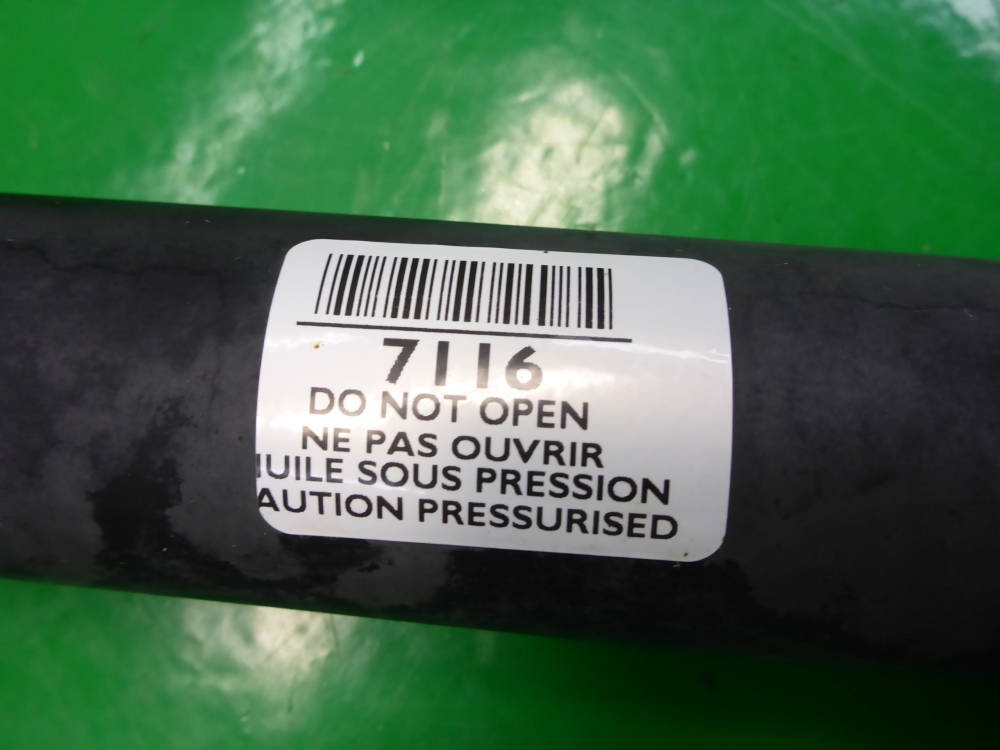 7116
DO NOT OPEN
NE PAS OUVRIR
UILE SOUS PRESSION
AUTION PRESSURISED